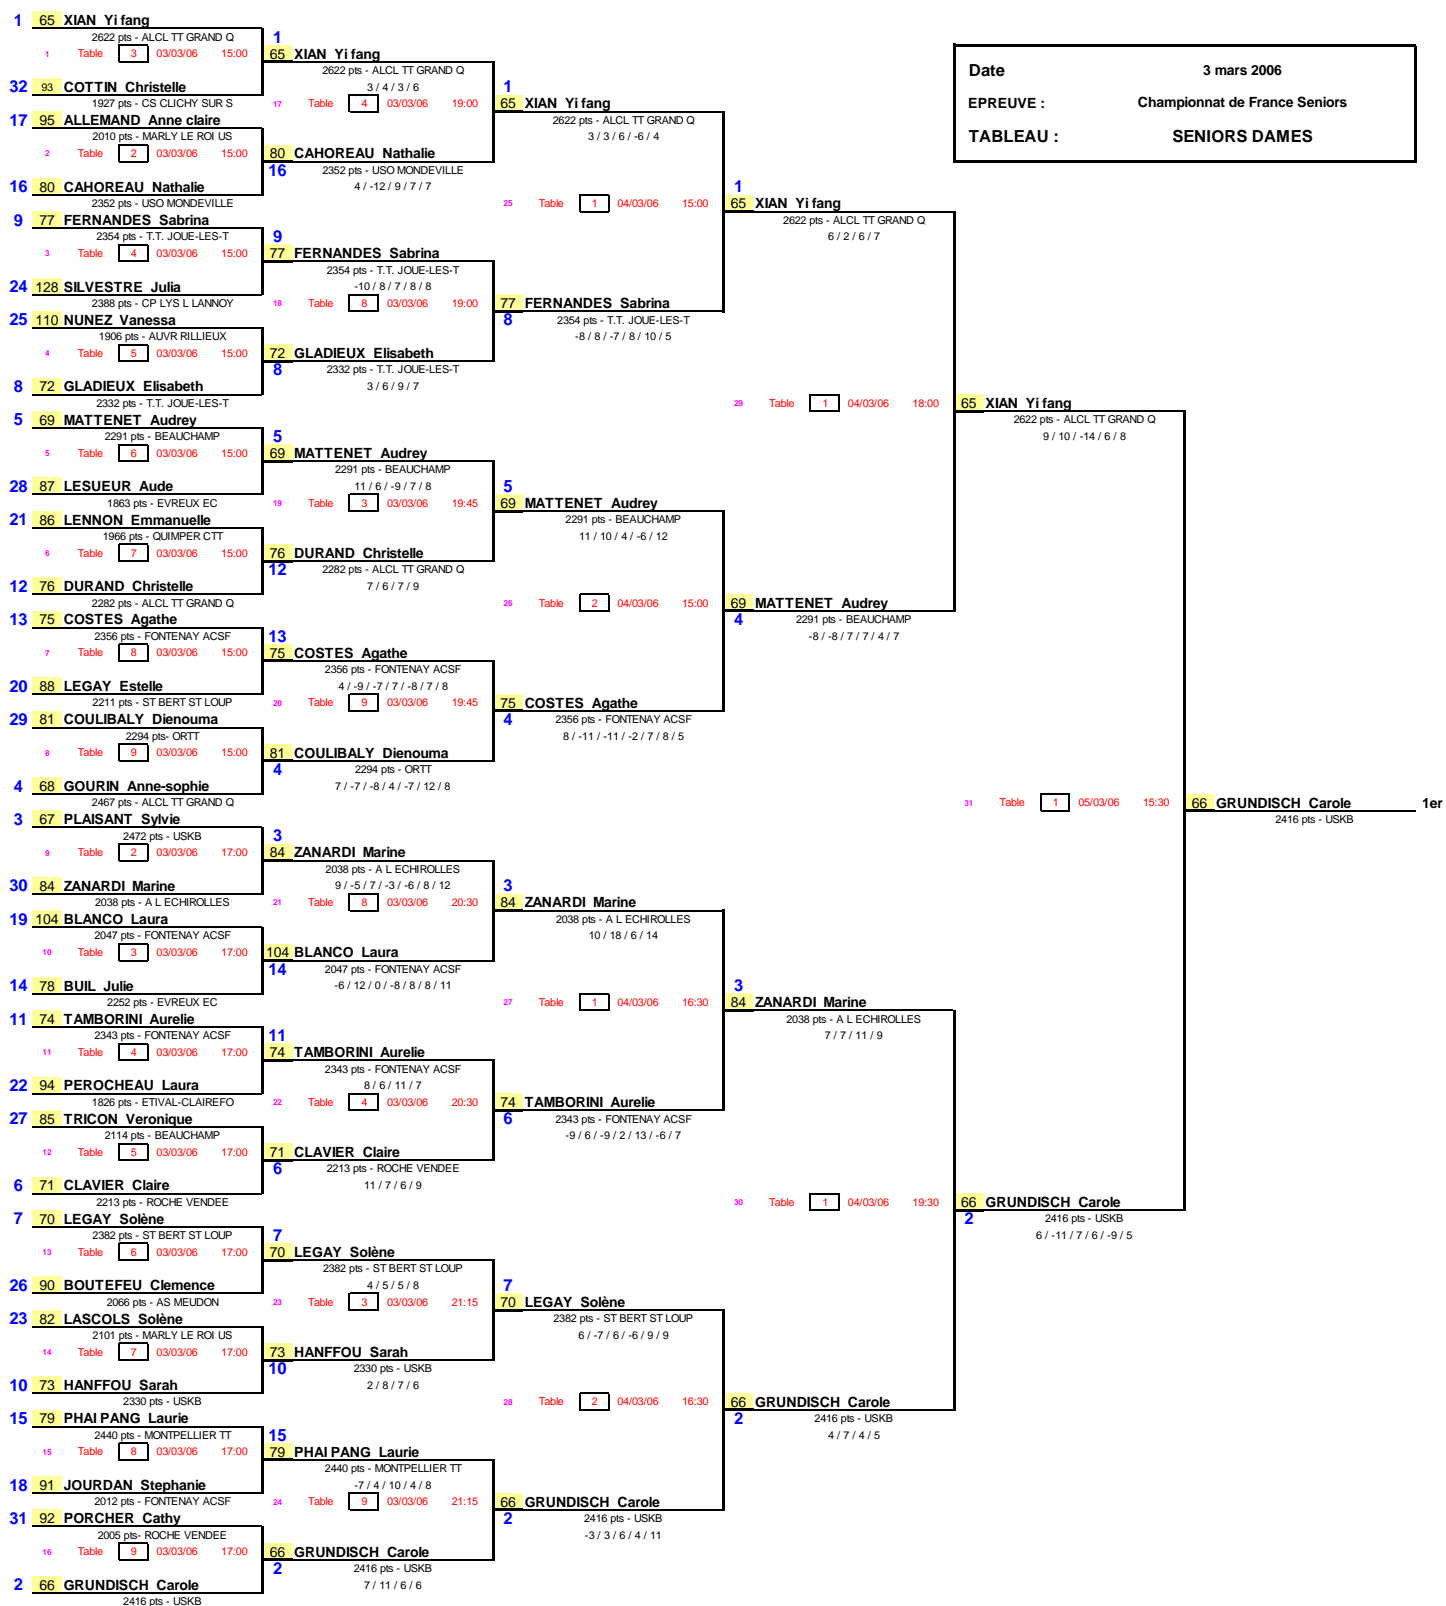 Date 3 mars 2006
EPREUVE : Championnat de France Seniors
TABLEAU : SENIORS DAMES
1 65 XIAN Yi fang
2622 pts - ALCL TT GRAND Q
1 Table 3 03/03/06 15:00
32 93 COTTIN Christelle
1927 pts - CS CLICHY SUR S
17 95 ALLEMAND Anne claire
2010 pts - MARLY LE ROI US
2 Table 2 03/03/06 15:00
16 80 CAHOREAU Nathalie
2352 pts - USO MONDEVILLE
9 77 FERNANDES Sabrina
2354 pts - T.T. JOUE-LES-T
3 Table 4 03/03/06 15:00
24 128 SILVESTRE Julia
2388 pts - CP LYS L LANNOY
25 110 NUNEZ Vanessa
1906 pts - AUVR RILLIEUX
4 Table 5 03/03/06 15:00
8 72 GLADIEUX Elisabeth
2332 pts - T.T. JOUE-LES-T
5 69 MATTENET Audrey
2291 pts - BEAUCHAMP
5 Table 6 03/03/06 15:00
28 87 LESUEUR Aude
1863 pts - EVREUX EC
21 86 LENNON Emmanuelle
1966 pts - QUIMPER CTT
6 Table 7 03/03/06 15:00
12 76 DURAND Christelle
2282 pts - ALCL TT GRAND Q
13 75 COSTES Agathe
2356 pts - FONTENAY ACSF
7 Table 8 03/03/06 15:00
20 88 LEGAY Estelle
2211 pts - ST BERT ST LOUP
29 81 COULIBALY Dienouma
2294 pts- ORTT
8 Table 9 03/03/06 15:00
4 68 GOURIN Anne-sophie
2467 pts - ALCL TT GRAND Q
3 67 PLAISANT Sylvie
2472 pts - USKB
9 Table 2 03/03/06 17:00
30 84 ZANARDI Marine
2038 pts - A L ECHIROLLES
19 104 BLANCO Laura
2047 pts - FONTENAY ACSF
10 Table 3 03/03/06 17:00
14 78 BUIL Julie
2252 pts - EVREUX EC
11 74 TAMBORINI Aurelie
2343 pts - FONTENAY ACSF
11 Table 4 03/03/06 17:00
22 94 PEROCHEAU Laura
1826 pts - ETIVAL-CLAIREFO
27 85 TRICON Veronique
2114 pts - BEAUCHAMP
12 Table 5 03/03/06 17:00
6 71 CLAVIER Claire
2213 pts - ROCHE VENDEE
7 70 LEGAY Solène
2382 pts - ST BERT ST LOUP
13 Table 6 03/03/06 17:00
26 90 BOUTEFEU Clemence
2066 pts - AS MEUDON
23 82 LASCOLS Solène
2101 pts - MARLY LE ROI US
14 Table 7 03/03/06 17:00
10 73 HANFFOU Sarah
2330 pts - USKB
15 79 PHAI PANG Laurie
2440 pts - MONTPELLIER TT
15 Table 8 03/03/06 17:00
18 91 JOURDAN Stephanie
2012 pts - FONTENAY ACSF
31 92 PORCHER Cathy
2005 pts- ROCHE VENDEE
16 Table 9 03/03/06 17:00
2 66 GRUNDISCH Carole
2416 pts - USKB
1
65 XIAN Yi fang
2622 pts - ALCL TT GRAND Q
3 / 4 / 3 / 6
17 Table 4 03/03/06 19:00
80 CAHOREAU Nathalie
16 2352 pts - USO MONDEVILLE
4 / -12 / 9 / 7 / 7
9
77 FERNANDES Sabrina
2354 pts - T.T. JOUE-LES-T
-10 / 8 / 7 / 8 / 8
18 Table 8 03/03/06 19:00
72 GLADIEUX Elisabeth
8 2332 pts - T.T. JOUE-LES-T
3 / 6 / 9 / 7
5
69 MATTENET Audrey
2291 pts - BEAUCHAMP
11 / 6 / -9 / 7 / 8
19 Table 3 03/03/06 19:45
76 DURAND Christelle
12 2282 pts - ALCL TT GRAND Q
7 / 6 / 7 / 9
13
75 COSTES Agathe
2356 pts - FONTENAY ACSF
4 / -9 / -7 / 7 / -8 / 7 / 8
20 Table 9 03/03/06 19:45
81 COULIBALY Dienouma
4 2294 pts - ORTT
7 / -7 / -8 / 4 / -7 / 12 / 8
3
84 ZANARDI Marine
2038 pts - A L ECHIROLLES
9 / -5 / 7 / -3 / -6 / 8 / 12
21 Table 8 03/03/06 20:30
104 BLANCO Laura
14 2047 pts - FONTENAY ACSF
-6 / 12 / 0 / -8 / 8 / 8 / 11
11
74 TAMBORINI Aurelie
2343 pts - FONTENAY ACSF
8 / 6 / 11 / 7
22 Table 4 03/03/06 20:30
71 CLAVIER Claire
6 2213 pts - ROCHE VENDEE
11 / 7 / 6 / 9
7
70 LEGAY Solène
2382 pts - ST BERT ST LOUP
4 / 5 / 5 / 8
23 Table 3 03/03/06 21:15
73 HANFFOU Sarah
10 2330 pts - USKB
2 / 8 / 7 / 6
15
79 PHAI PANG Laurie
2440 pts - MONTPELLIER TT
-7 / 4 / 10 / 4 / 8
24 Table 9 03/03/06 21:15
66 GRUNDISCH Carole
2 2416 pts - USKB
7 / 11 / 6 / 6
1
65 XIAN Yi fang
2622 pts - ALCL TT GRAND Q
3 / 3 / 6 / -6 / 4
25 Table 1 04/03/06 15:00
77 FERNANDES Sabrina
8 2354 pts - T.T. JOUE-LES-T
-8 / 8 / -7 / 8 / 10 / 5
5
69 MATTENET Audrey
2291 pts - BEAUCHAMP
11 / 10 / 4 / -6 / 12
26 Table 2 04/03/06 15:00
75 COSTES Agathe
4 2356 pts - FONTENAY ACSF
8 / -11 / -11 / -2 / 7 / 8 / 5
3
84 ZANARDI Marine
2038 pts - A L ECHIROLLES
10 / 18 / 6 / 14
27 Table 1 04/03/06 16:30
74 TAMBORINI Aurelie
6 2343 pts - FONTENAY ACSF
-9 / 6 / -9 / 2 / 13 / -6 / 7
7
70 LEGAY Solène
2382 pts - ST BERT ST LOUP
6 / -7 / 6 / -6 / 9 / 9
28 Table 2 04/03/06 16:30
66 GRUNDISCH Carole
2 2416 pts - USKB
-3 / 3 / 6 / 4 / 11
1
65 XIAN Yi fang
2622 pts - ALCL TT GRAND Q
6 / 2 / 6 / 7
29 Table 1 04/03/06 18:00
69 MATTENET Audrey
4 2291 pts - BEAUCHAMP
-8 / -8 / 7 / 7 / 4 / 7
3
84 ZANARDI Marine
2038 pts - A L ECHIROLLES
7 / 7 / 11 / 9
30 Table 1 04/03/06 19:30
66 GRUNDISCH Carole
2 2416 pts - USKB
4 / 7 / 4 / 5
65 XIAN Yi fang
2622 pts - ALCL TT GRAND Q
9 / 10 / -14 / 6 / 8
31 Table 1 05/03/06 15:30
66 GRUNDISCH Carole
2 2416 pts - USKB
6 / -11 / 7 / 6 / -9 / 5
66 GRUNDISCH Carole 1er
2416 pts - USKB